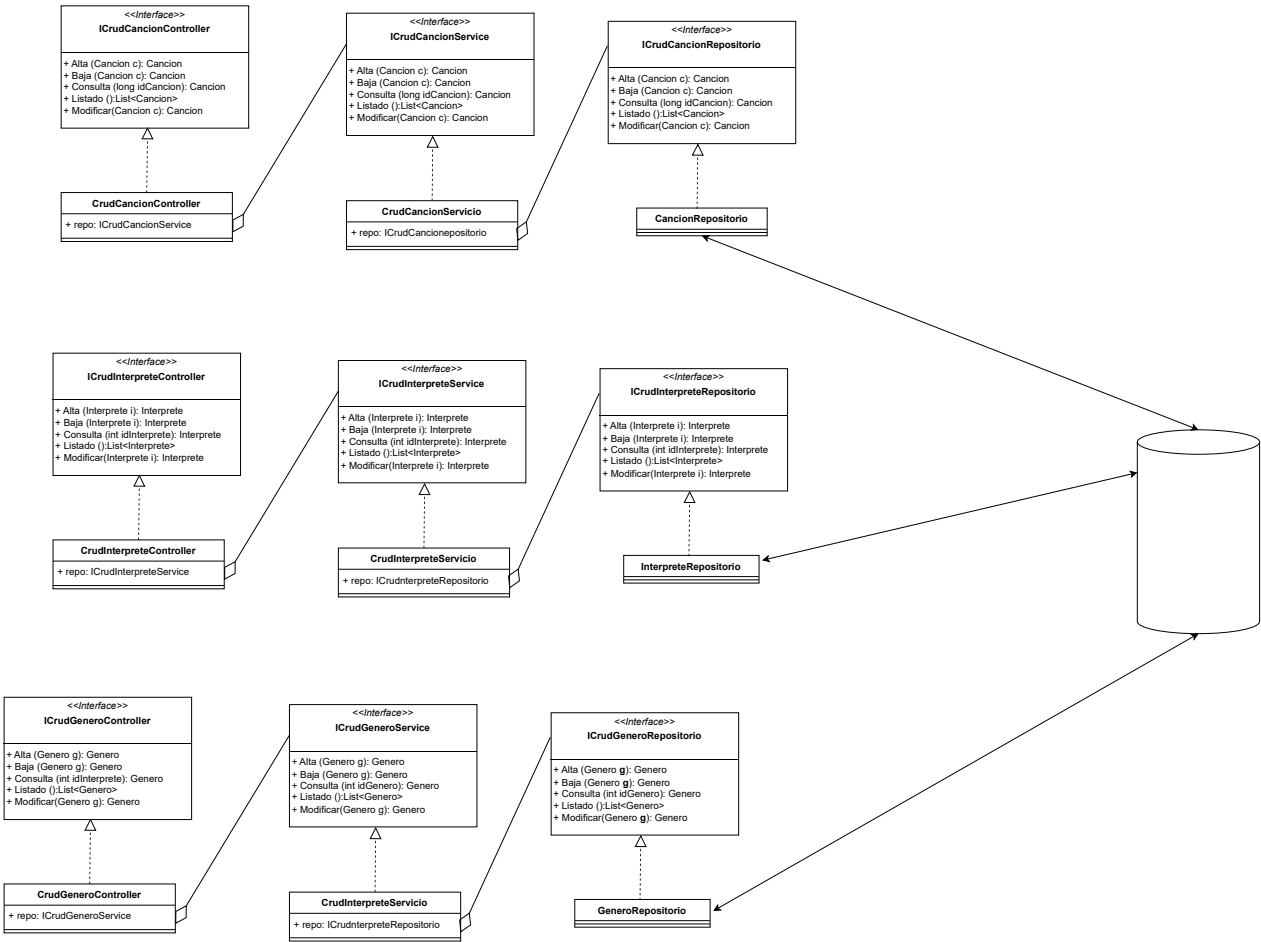 <<Interface>>
ICrudCancionController
+ Alta (Cancion c): Cancion
+ Baja (Cancion c): Cancion
+ Consulta (long idCancion): Cancion
+ Listado ():List<Cancion>
+ Modificar(Cancion c): Cancion
CrudCancionController
+ repo: ICrudCancionService
<<Interface>>
ICrudCancionService
+ Alta (Cancion c): Cancion
+ Baja (Cancion c): Cancion
+ Consulta (long idCancion): Cancion
+ Listado ():List<Cancion>
+ Modificar(Cancion c): Cancion
CrudCancionServicio
+ repo: ICrudCancionepositorio
<<Interface>>
ICrudCancionRepositorio
+ Alta (Cancion c): Cancion
+ Baja (Cancion c): Cancion
+ Consulta (long idCancion): Cancion
+ Listado ():List<Cancion>
+ Modificar(Cancion c): Cancion
CancionRepositorio
<<Interface>>
ICrudInterpreteController
+ Alta (Interprete i): Interprete
+ Baja (Interprete i): Interprete
+ Consulta (int idInterprete): Interprete
+ Listado ():List<Interprete>
+ Modificar(Interprete i): Interprete
CrudInterpreteController
+ repo: ICrudInterpreteService
<<Interface>>
ICrudInterpreteService
+ Alta (Interprete i): Interprete
+ Baja (Interprete i): Interprete
+ Consulta (int idInterprete): Interprete
+ Listado ():List<Interprete>
+ Modificar(Interprete i): Interprete
CrudInterpreteServicio
+ repo: ICrudnterpreteRepositorio
<<Interface>>
ICrudInterpreteRepositorio
+ Alta (Interprete i): Interprete
+ Baja (Interprete i): Interprete
+ Consulta (int idInterprete): Interprete
+ Listado ():List<Interprete>
+ Modificar(Interprete i): Interprete
InterpreteRepositorio
<<Interface>>
ICrudGeneroController
+ Alta (Genero g): Genero
+ Baja (Genero g): Genero
+ Consulta (int idInterprete): Genero
+ Listado ():List<Genero>
+ Modificar(Genero g): Genero
CrudGeneroController
+ repo: ICrudGeneroService
<<Interface>>
ICrudGeneroService
+ Alta (Genero g): Genero
+ Baja (Genero g): Genero
+ Consulta (int idGenero): Genero
+ Listado ():List<Genero>
+ Modificar(Genero g): Genero
CrudInterpreteServicio
+ repo: ICrudnterpreteRepositorio
<<Interface>>
ICrudGeneroRepositorio
+ Alta (Genero g): Genero
+ Baja (Genero g): Genero
+ Consulta (int idGenero): Genero
+ Listado ():List<Genero>
+ Modificar(Genero g): Genero
GeneroRepositorio